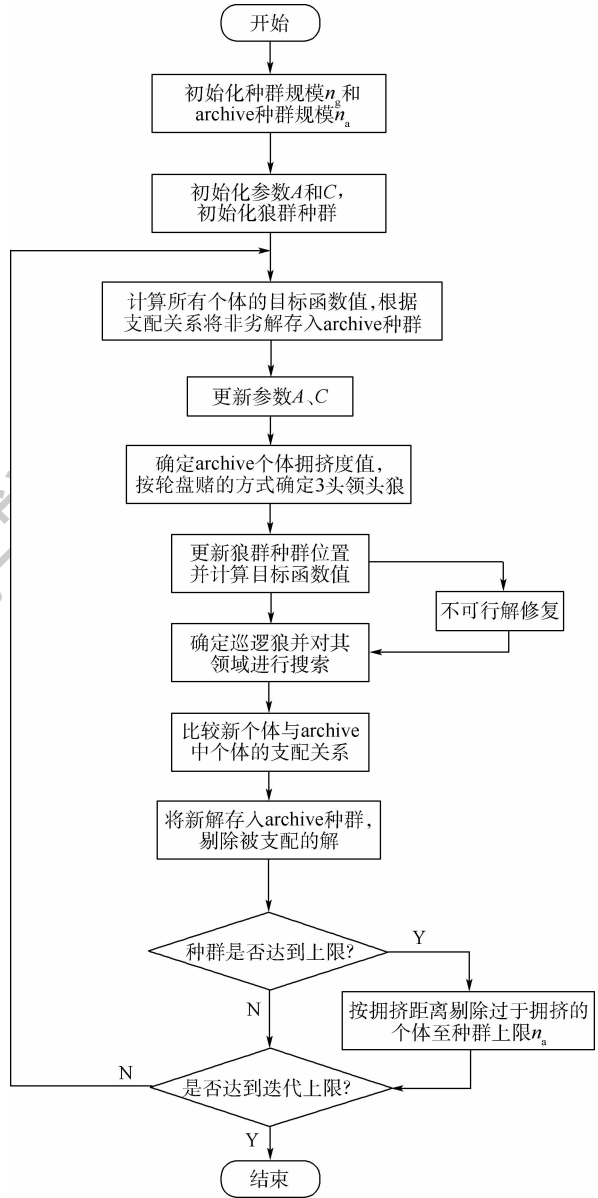 开始
初始化种群规模ng和
archive种群规模na
初始化参数A和C，
初始化狼群种群
计算所有个体的目标函数值，根据
支配关系将非劣解存入archive种群
更新参数A、C
确定archive个体拥挤度值，
按轮盘赌的方式确定3头领头狼
更新狼群种群位置
并计算目标函数值
不可行解修复
确定巡逻狼并对其
领域进行搜索
比较新个体与archive
中个体的支配关系
将新解存入archive种群，
剔除被支配的解
种群是否达到上限?
Y
N
按拥挤距离剔除过于拥挤的
个体至种群上限na
是否达到迭代上限?
N
Y
结束